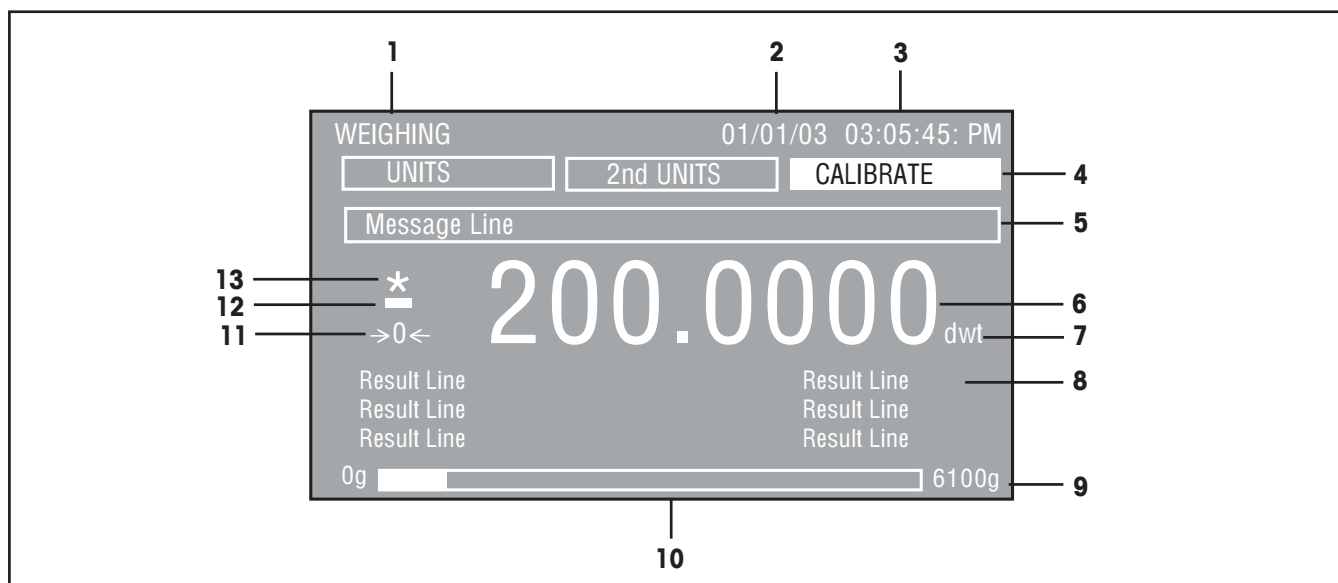 1 2 3
WEIGHING 01/01/03 03:05:45: PM
UNITS 2nd UNITS CALIBRATE 4
Message Line 5
13 *
12
200.0000 6
11 →0← dwt 7
Result Line Result Line 8
Result Line Result Line
Result Line Result Line
0g 6100g 9
10